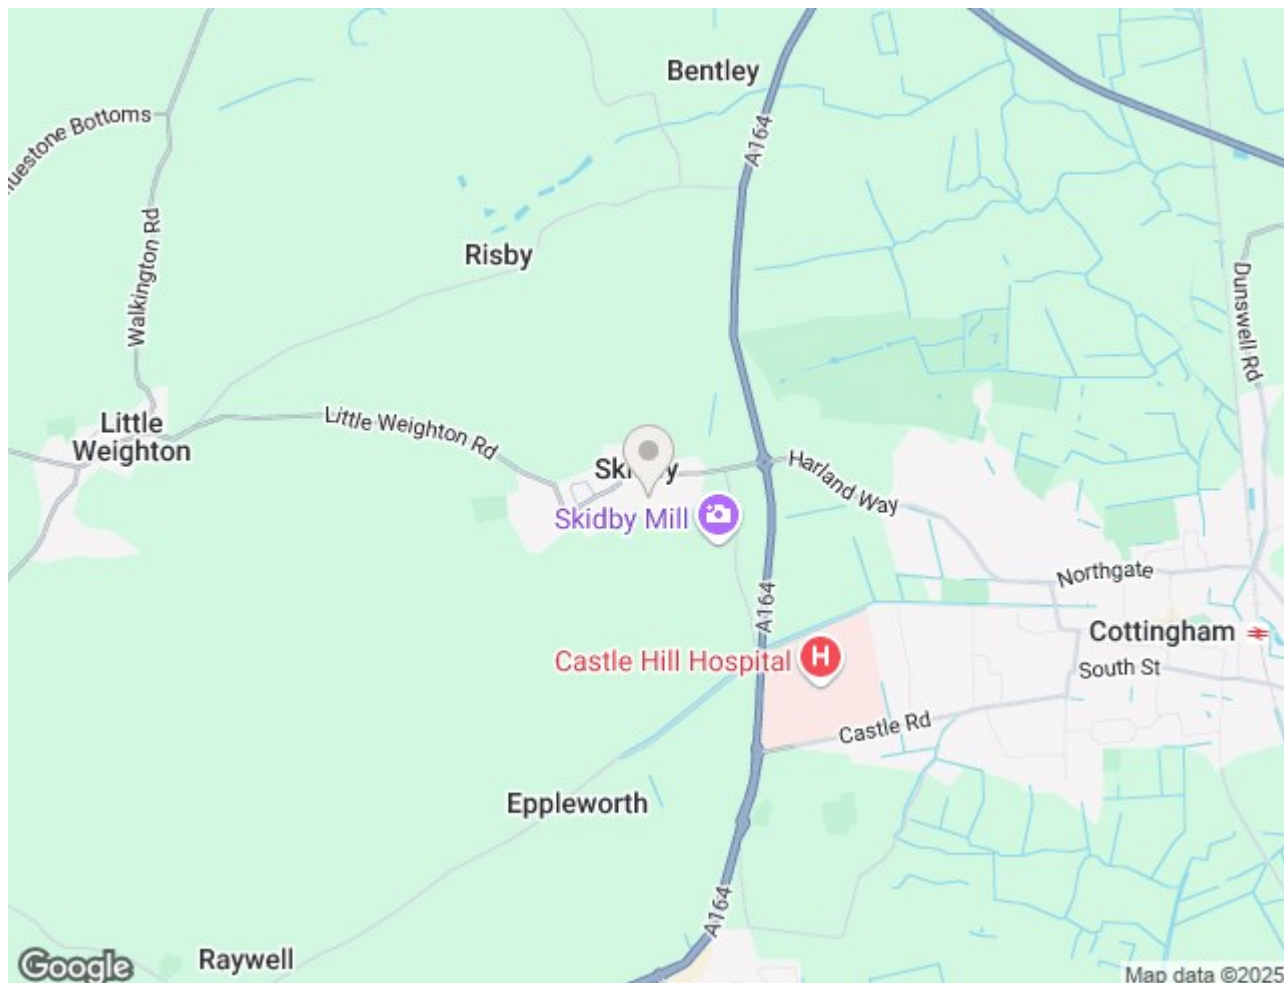 Bentley
A164
uestone Bottoms
Walkington Rd
Risby
Dunswell Rd
Little
Weighton
Little Weighton Rd
Harland Way
Skidby Mill
Northgate
A164
Cottingham
South St
Castle Hill Hospital
H
Castle Rd
Eppleworth
A164
Raywell
Google
Map data ©2025